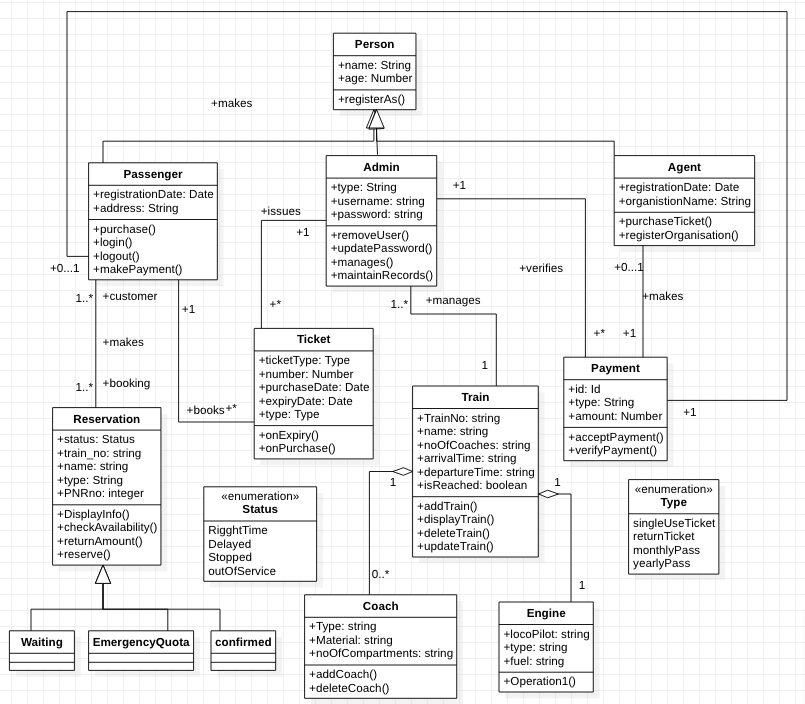 Person
+name: String
+age: Number
+registerAs()
+makes
Passenger
+registrationDate: Date
+address: String
+purchase()
+login()
+logout()
+makePayment()
Admin
+type: String
+username: string
+password: string
+removeUser()
+updatePassword()
+manages()
+maintainRecords()
Agent
+registrationDate: Date
+organistionName: String
+purchaseTicket()
+registerOrganisation()
+1
+issues
+1
+verifies
+0...1
+0...1
1..*
+customer
+1
+*
1..*
+manages
+makes
+makes
+*
+1
1
1..*
+booking
+books
+*
+1
Ticket
+ticketType: Type
+number: Number
+purchaseDate: Date
+expiryDate: Date
+type: Type
+onExpiry()
+onPurchase()
Payment
+id: Id
+type: String
+amount: Number
+acceptPayment()
+verifyPayment()
Train
+TrainNo: string
+name: string
+noOfCoaches: string
+arrivalTime: string
+departureTime: string
+isReached: boolean
+addTrain()
+displayTrain()
+deleteTrain()
+updateTrain()
Reservation
+status: Status
+train_no: string
+name: string
+type: String
+PNRno: integer
+DisplayInfo()
+checkAvailability()
+returnAmount()
+reserve()
«enumeration»
Status
RigghtTime
Delayed
Stopped
outOfService
1
1
«enumeration»
Type
singleUseTicket
returnTicket
monthlyPass
yearlyPass
0..*
1
Coach
+Type: string
+Material: string
+noOfCompartments: string
+addCoach()
+deleteCoach()
Engine
+locoPilot: string
+type: string
+fuel: string
+Operation1()
Waiting
EmergencyQuota
confirmed